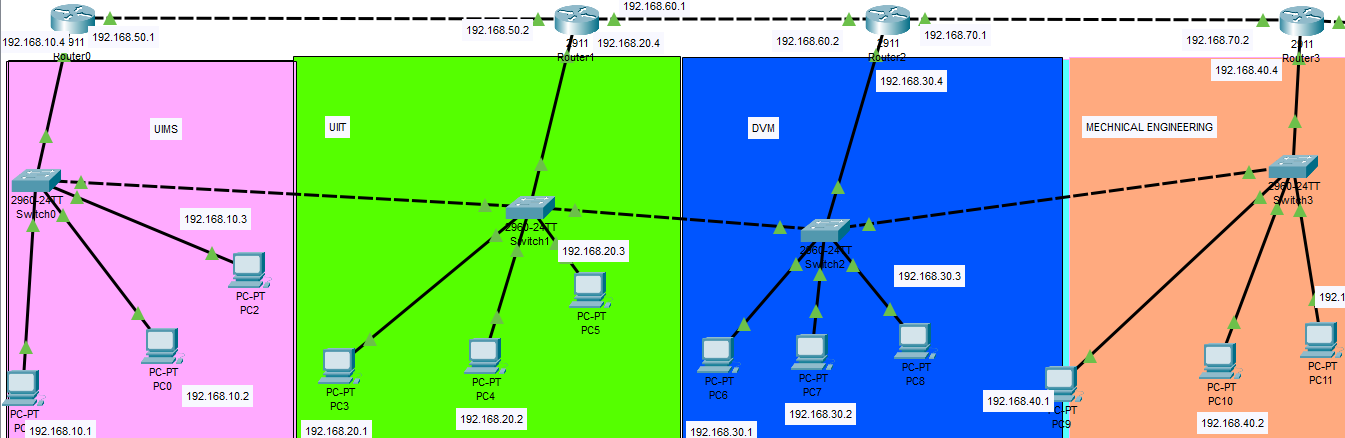 192.168.60.1
192.168.10.4
911
Router0
192.168.50.1
192.168.50.2
2911
Router1
192.168.20.4
192.168.60.2
2911
Router2
192.168.70.1
192.168.70.2
2911
Router3
192.168.40.4
192.168.30.4
UIMS
UIIT
DVM
MECHNICAL ENGINEERING
2960-24TT
Switch0
2960-24TT
Switch1
2960-24TT
Switch2
2960-24TT
Switch3
192.168.10.3
192.168.20.3
192.168.30.3
PC-PT
PC2
PC-PT
PC5
192.1
PC-PT
PC0
PC-PT
PC3
PC-PT
PC4
PC-PT
PC6
PC-PT
PC7
PC-PT
PC8
PC-PT
PC10
PC-PT
PC11
PC-PT
PC
192.168.10.2
192.168.10.1
192.168.20.1
192.168.20.2
192.168.30.1
192.168.30.2
192.168.40.1
C-PT
PC9
192.168.40.2